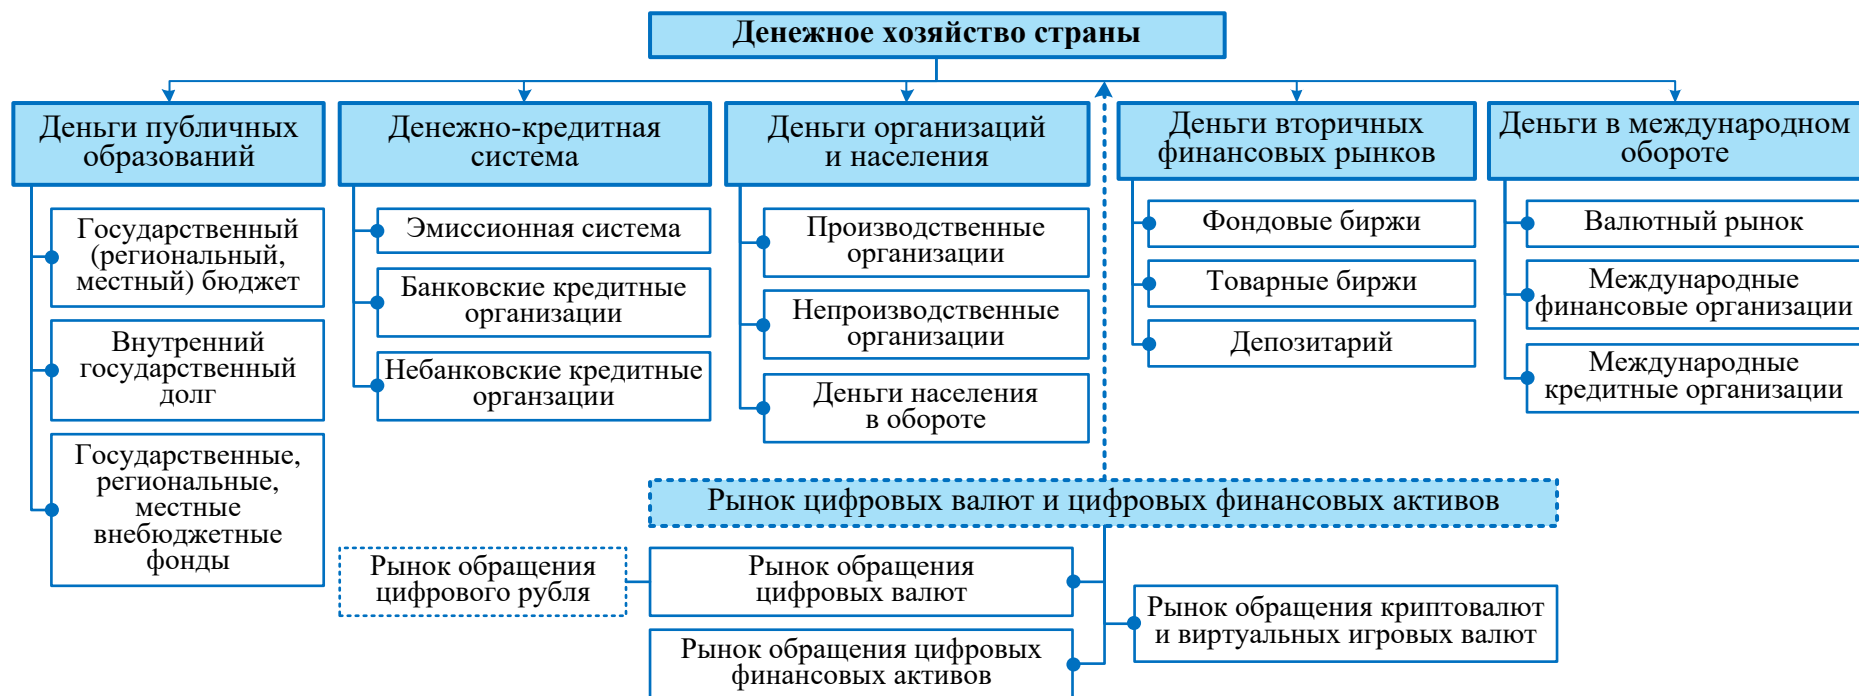 Денежное хозяйство страны
Деньги публичных
образований
Государственный
(региональный,
местный) бюджет
Внутренний
государственный
долг
Государственные,
региональные,
местные
внебюджетные
фонды
Денежно-кредитная
система
Эмиссионная система
Банковские кредитные
организации
Небанковские кредитные
органзации
Деньги организаций
и населения
Производственные
организации
Непроизводственные
организации
Деньги населения
в обороте
Деньги вторичных
финансовых рынков
Фондовые биржи
Товарные биржи
Депозитарий
Деньги в международном
обороте
Валютный рынок
Международные
финансовые организации
Международные
кредитные организации
Рынок цифровых валют и цифровых финансовых активов
Рынок обращения
цифрового рубля
Рынок обращения
цифровых валют
Рынок обращения цифровых
финансовых активов
Рынок обращения криптовалют
и виртуальных игровых валют